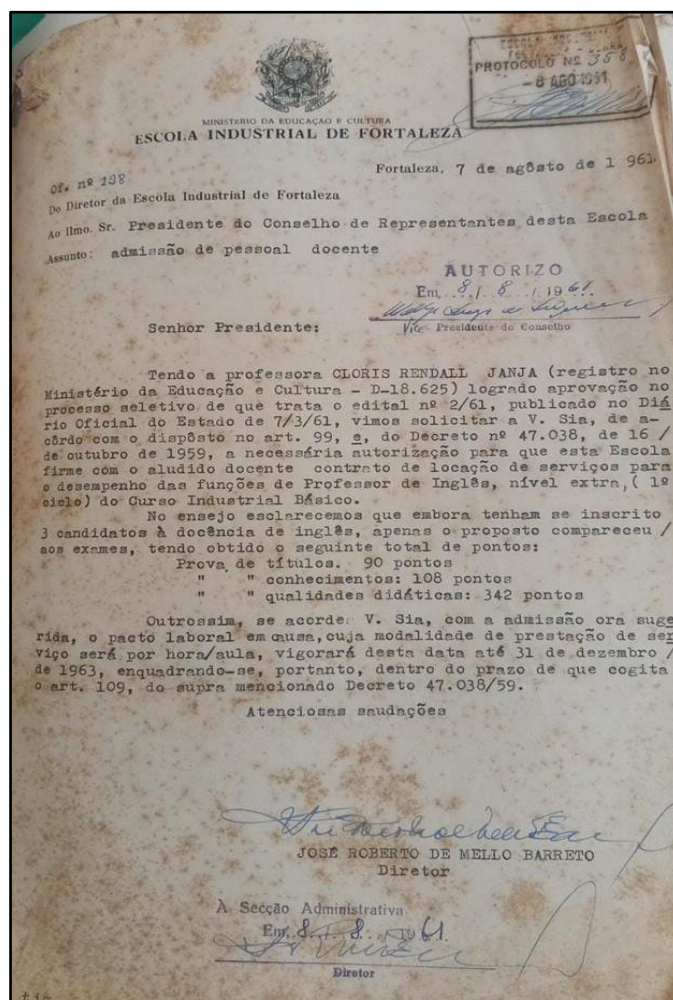 PROTOCOLO Nº 358
- 8 AGO 1961
MINISTÉRIO DA EDUCAÇÃO E CULTURA
ESCOLA INDUSTRIAL DE FORTALEZA
Fortaleza, 7 de agôsto de 1 961.
Of. nº 198
Do Diretor da Escola Industrial de Fortaleza
Ao Ilmo. Sr. Presidente do Conselho de Representantes desta Escola
Assunto: admissão de pessoal docente
AUTORIZO
Em, 8 / 8 / 1961
Vice Presidente do Conselho
Senhor Presidente:
Tendo a professora CLORIS RENDALL JANJA (registro no
Ministério da Educação e Cultura - D-18.625) logrado aprovação no
processo seletivo de que trata o edital nº 2/61, publicado no Diá
rio Oficial do Estado de 7/3/61, vimos solicitar a V. Sia, de a-
côrdo com o dispôsto no art. 99, e, do Decreto nº 47.038, de 16 /
de outubro de 1959, a necessária autorização para que esta Escola
firme com o aludido docente contrato de locação de serviços para
o desempenho das funções de Professor de Inglês, nível extra,( 1º
ciclo) do Curso Industrial Básico.
No ensejo esclarecemos que embora tenham se inscrito
3 candidatos à docência de inglês, apenas o proposto compareceu /
aos exames, tendo obtido o seguinte total de pontos:
Prova de títulos. 90 pontos
" " conhecimentos: 108 pontos
" " qualidades didáticas: 342 pontos
Outrossim, se acorde V. Sia, com a admissão ora suge
rida, o pacto laboral em causa, cuja modalidade de prestação de ser
viço será por hora/aula, vigorará desta data até 31 de dezembro /
de 1963, enquadrando-se, portanto, dentro do prazo de que cogita
o art. 109, do supra mencionado Decreto 47.038/59.
Atenciosas saudações
JOSÉ ROBERTO DE MELLO BARRETO
Diretor
À Secção Administrativa
Em, 8 / 8 / 1961
Diretor